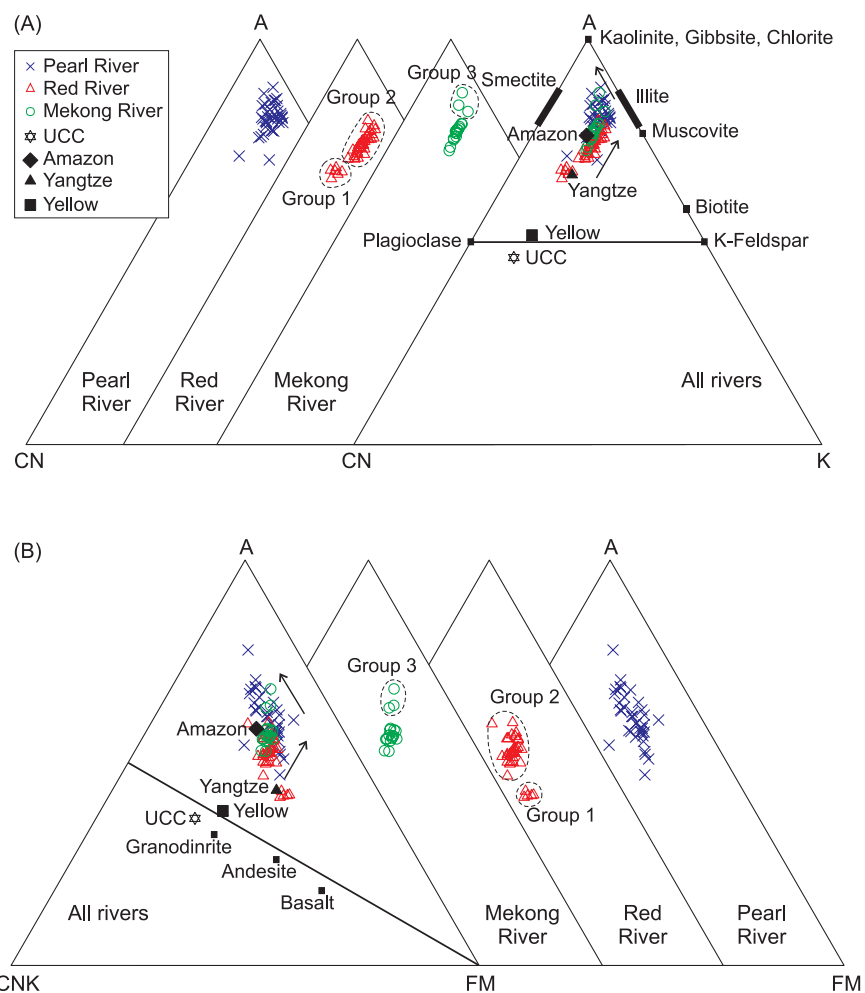 (A)
A
A
Pearl River
Red River
Mekong River
UCC
Amazon
Yangtze
Yellow
Group 2
Group 1
Group 3
Smectite
Kaolinite, Gibbsite, Chlorite
Illite
Amazon
Muscovite
Yangtze
Biotite
Plagioclase
Yellow
K-Feldspar
UCC
Pearl
River
Red
River
Mekong
River
All rivers
CN
CN
K
(B)
A
A
Group 3
Group 2
Amazon
Yangtze
UCC
Yellow
Group 1
Granodinrite
Andesite
Basalt
All rivers
Mekong
River
Red
River
Pearl
River
CNK
FM
FM